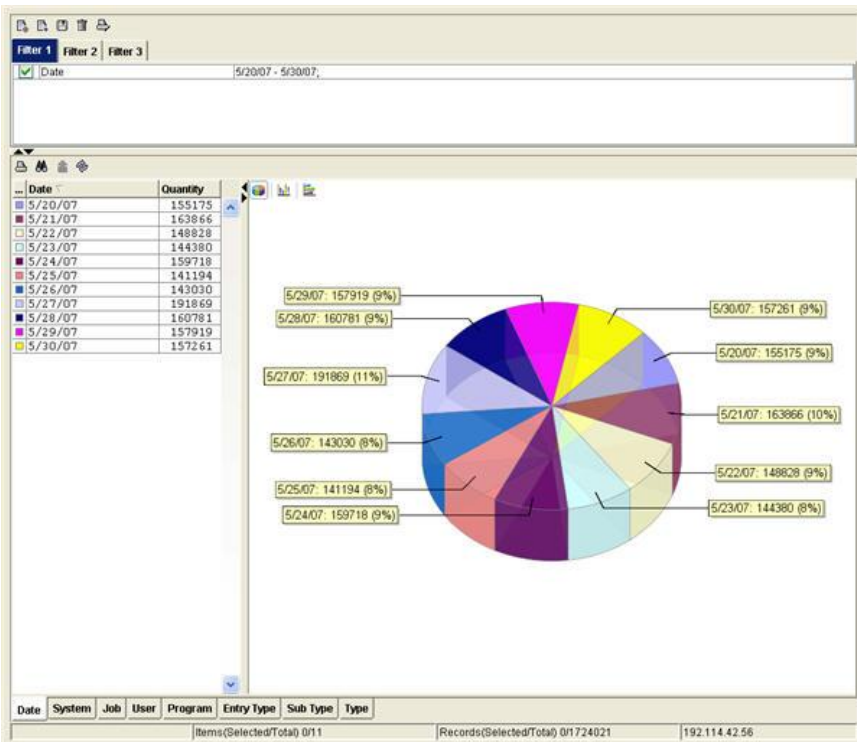 Filter 1 Filter 2 Filter 3
Date 5/20/07 - 5/30/07;
... Date Quantity
5/20/07 155175
5/21/07 163866
5/22/07 148828
5/23/07 144380
5/24/07 159718
5/25/07 141194
5/26/07 143030
5/27/07 191869
5/28/07 160781
5/29/07 157919
5/30/07 157261
5/29/07: 157919 (9%)
5/30/07: 157261 (9%)
5/28/07: 160781 (9%)
5/20/07: 155175 (9%)
5/27/07: 191869 (11%)
5/21/07: 163866 (10%)
5/26/07: 143030 (8%)
5/22/07: 148828 (9%)
5/25/07: 141194 (8%)
5/23/07: 144380 (8%)
5/24/07: 159718 (9%)
Date System Job User Program Entry Type Sub Type Type
Items(Selected/Total) 0/11 Records(Selected/Total) 0/1724021 192.114.42.56